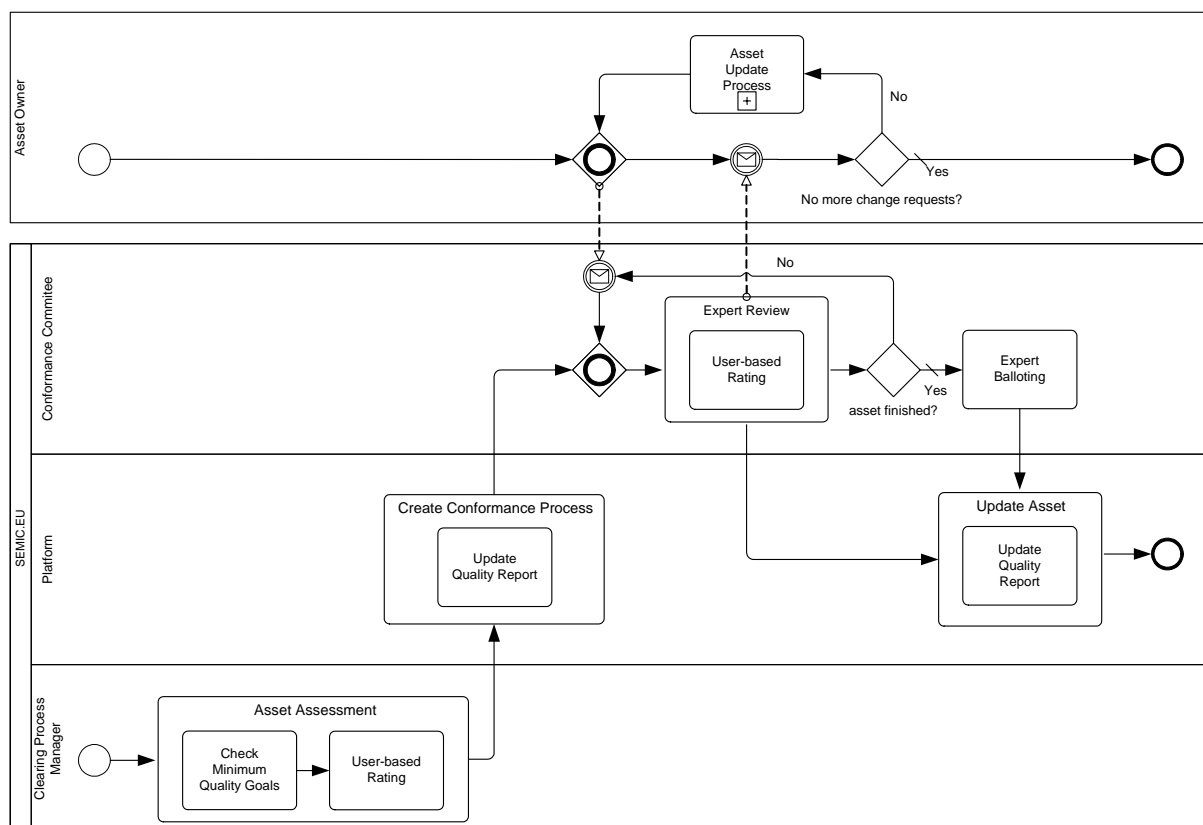 Asset Owner
Asset
Update
Process
+
No
Yes
No more change requests?
SEMIC.EU
Conformance Commitee
No
Expert Review
User-based
Rating
Yes
asset finished?
Expert
Balloting
Platform
Create Conformance Process
Update
Quality Report
Update Asset
Update
Quality
Report
Clearing Process
Manager
Asset Assessment
Check
Minimum
Quality Goals
User-based
Rating